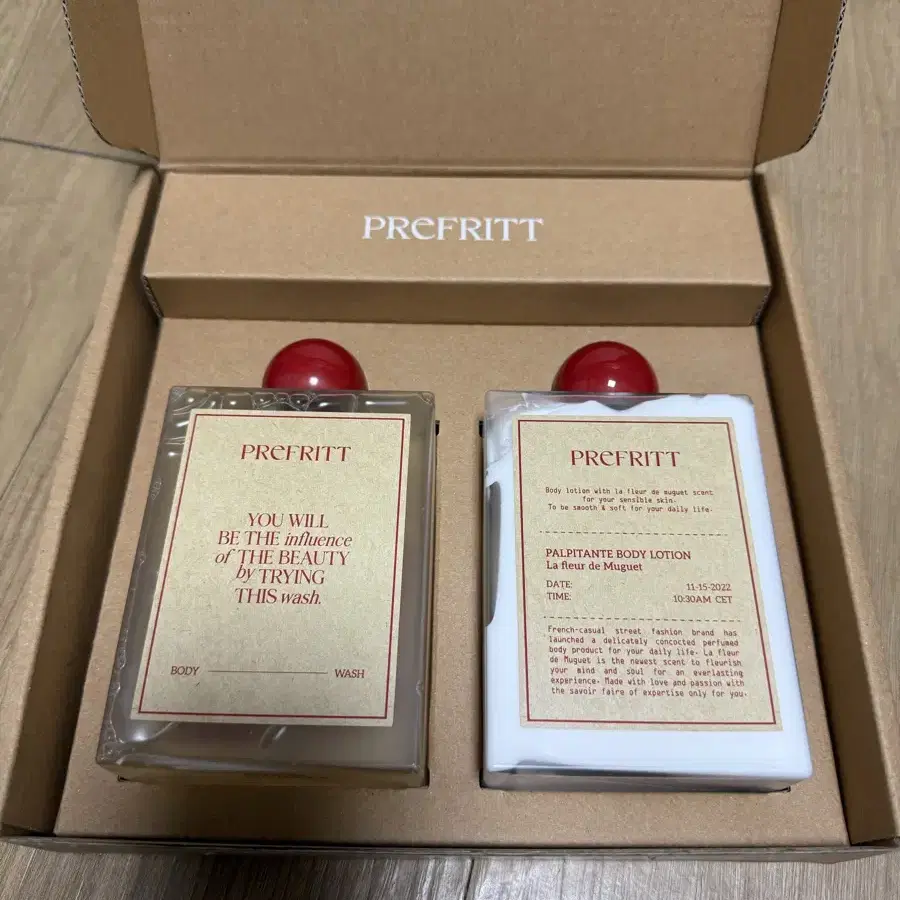 PREFRITT
PREFRITT
YOU WILL
BE THE influence
of THE BEAUTY
by TRYING
THIS wash.
BODY WASH
PREFRITT
Body lotion with la fleur de muguet scent
for your sensible skin.
To be smooth & soft for your daily life.
PALPITANTE BODY LOTION
La fleur de Muguet
DATE: 11-15-2022
TIME: 10:30AM CET
French-casual street fashion brand has
launched a delicately concocted perfumed
body product for your daily life. La fleur
de Muguet is the newest scent to flourish
your mind and soul for an everlasting
experience. Made with love and passion with
the savoir faire of expertise only for you.